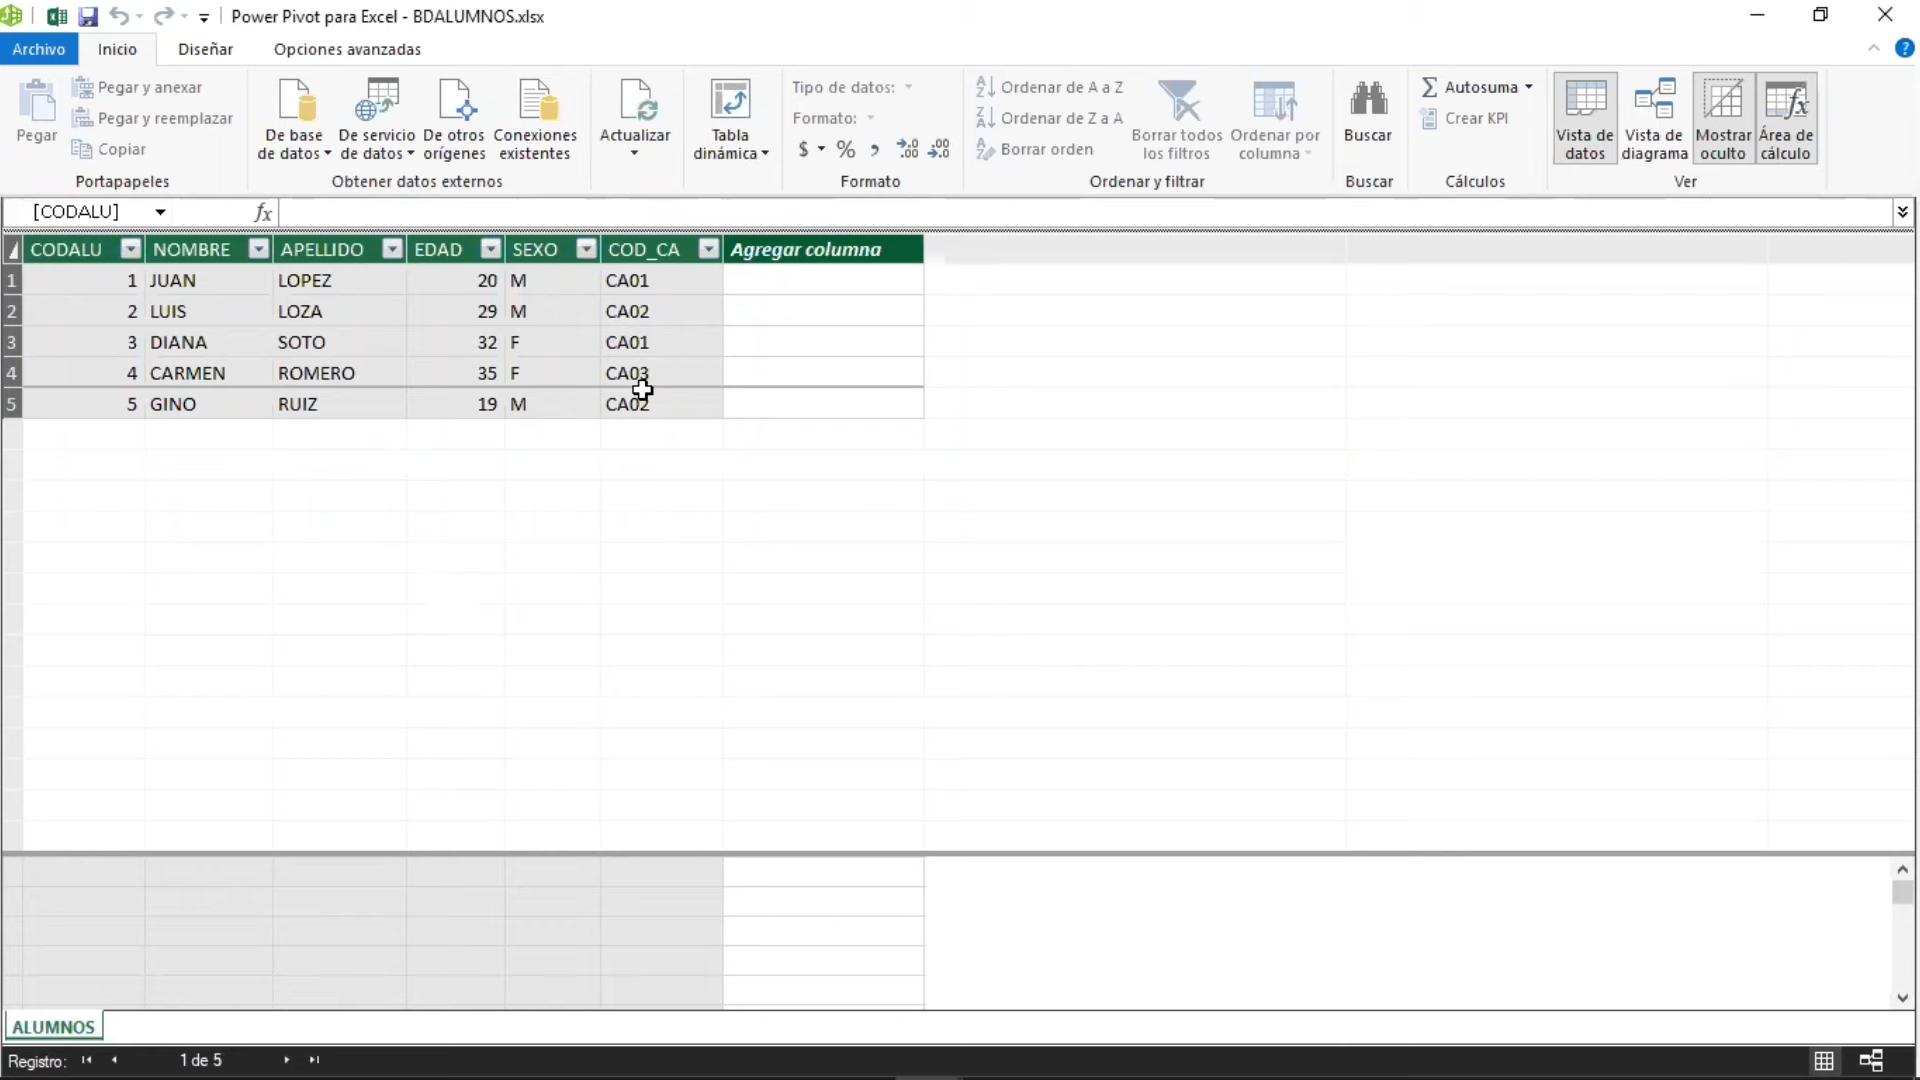 Power Pivot para Excel - BDALUMNOS.xlsx
Archivo Inicio Diseñar Opciones avanzadas
Pegar
Pegar y anexar
Pegar y reemplazar
Copiar
Portapapeles
De base de datos
De servicio de datos
De otros orígenes
Conexiones existentes
Obtener datos externos
Actualizar
Tabla dinámica
Tipo de datos:
Formato:
$ % ,
Formato
Ordenar de A a Z
Ordenar de Z a A
Borrar orden
Borrar todos los filtros
Ordenar por columna
Ordenar y filtrar
Buscar
Buscar
Autosuma
Crear KPI
Cálculos
Vista de datos
Vista de diagrama
Mostrar oculto
Área de cálculo
Ver
[CODALU] fx
CODALU NOMBRE APELLIDO EDAD SEXO COD_CA Agregar columna
1 1 JUAN LOPEZ 20 M CA01
2 2 LUIS LOZA 29 M CA02
3 3 DIANA SOTO 32 F CA01
4 4 CARMEN ROMERO 35 F CA03
5 5 GINO RUIZ 19 M CA02
ALUMNOS
Registro: 1 de 5